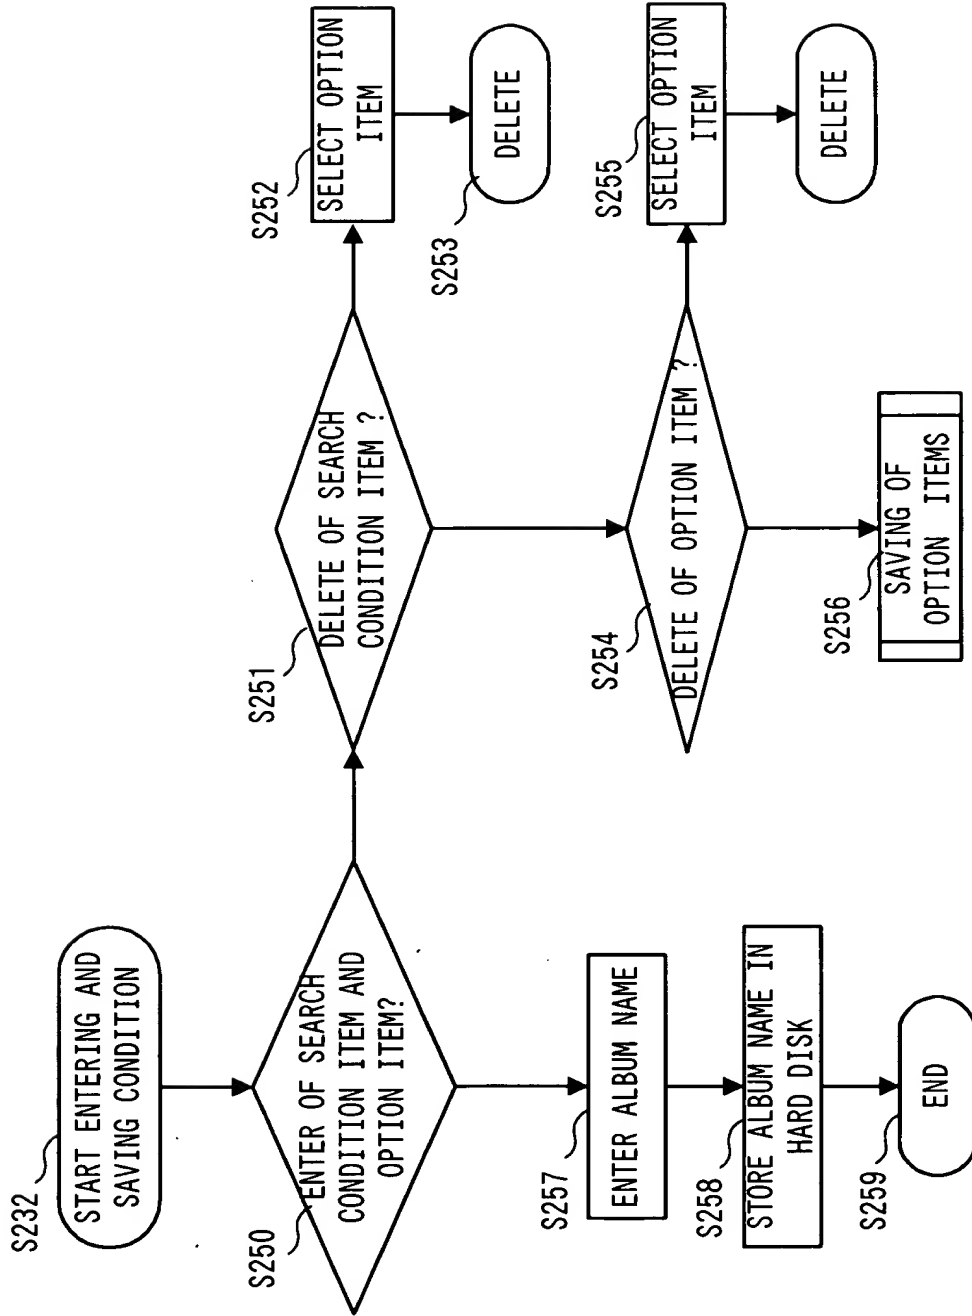 S232
START ENTERING AND
SAVING CONDITION
S250
ENTER OF SEARCH
CONDITION ITEM AND
OPTION ITEM?
S251
DELETE OF SEARCH
CONDITION ITEM ?
S252
SELECT OPTION
ITEM
S253
DELETE
S254
DELETE OF OPTION ITEM ?
S255
SELECT OPTION
ITEM
DELETE
S256
SAVING OF
OPTION ITEMS
S257
ENTER ALBUM NAME
S258
STORE ALBUM NAME IN
HARD DISK
S259
END